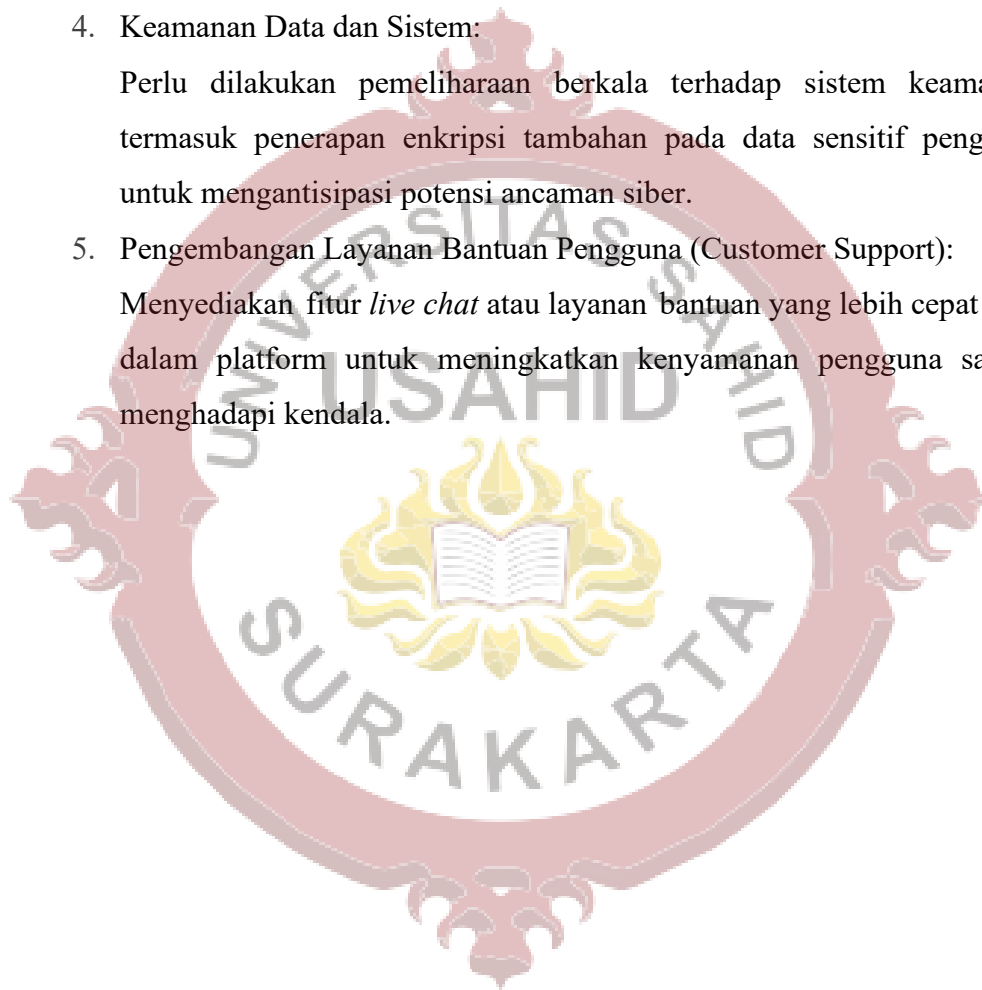 4. Keamanan Data dan Sistem:
Perlu dilakukan pemeliharaan berkala terhadap sistem
termasuk penerapan enkripsi tambahan pada data sensitif
untuk mengantisipasi potensi ancaman siber.
5. Pengembangan Layanan Bantuan Pengguna (Customer Support):
Menyediakan fitur live chat atau layanan bantuan yang lebih cepat
dalam platform untuk meningkatkan kenyamanan pengguna
menghadapi kendala.
UNIVERSITAS SAHID
USAHID
SURAKARTA